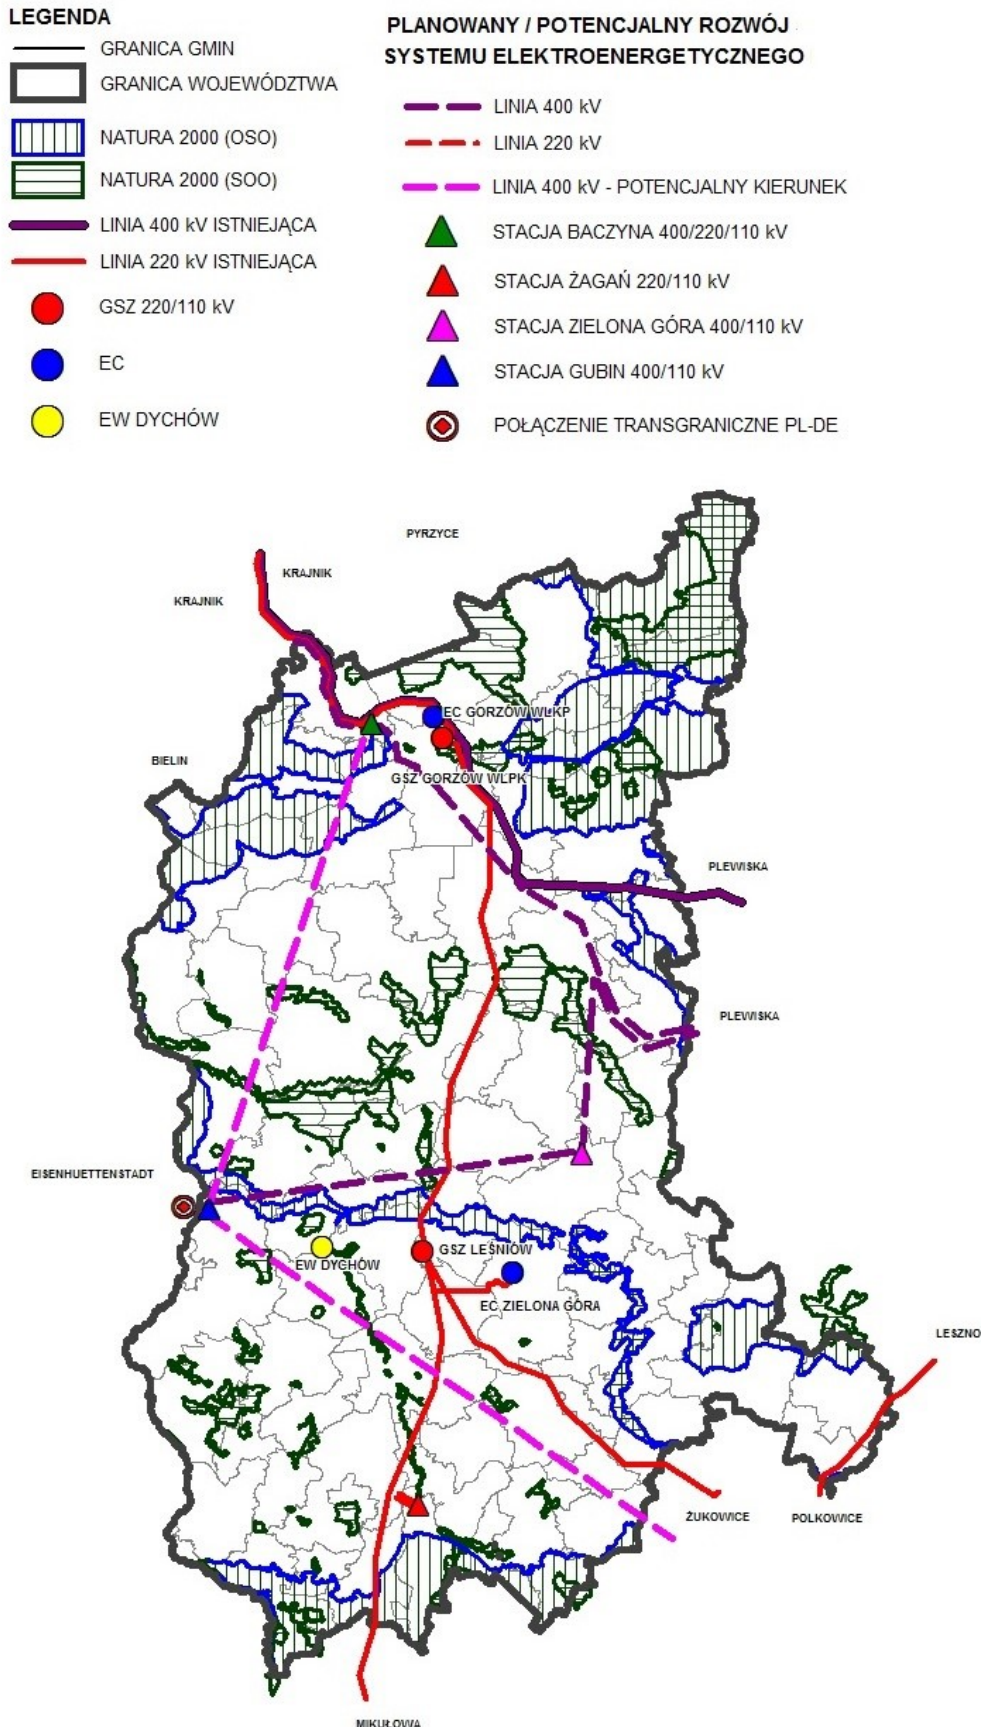 LEGENDA
GRANICA GMIN
GRANICA WOJEWÓDZTWA
NATURA 2000 (OSO)
NATURA 2000 (SOO)
LINIA 400 kV ISTNIEJĄCA
LINIA 220 kV ISTNIEJĄCA
GSZ 220/110 kV
EC
EW DYCHÓW
PLANOWANY / POTENCJALNY ROZWÓJ
SYSTEMU ELEKTROENERGETYCZNEGO
LINIA 400 kV
LINIA 220 kV
LINIA 400 kV - POTENCJALNY KIERUNEK
STACJA BACZYNA 400/220/110 kV
STACJA ŻAGAŃ 220/110 kV
STACJA ZIELONA GÓRA 400/110 kV
STACJA GUBIN 400/110 kV
POŁĄCZENIE TRANSGRANICZNE PL-DE
PYRZYCE
KRAJNIK
KRAJNIK
EC GORZÓW WLKP
BIELIN
GSZ GORZÓW WLPK
PLEWISKA
PLEWISKA
EISENHUETTENSTADT
GSZ LEŚNIÓW
EW DYCHÓW
EC ZIELONA GÓRA
LESZNO
ŻUKOWICE
POLKOWICE
MIKUŁOWA